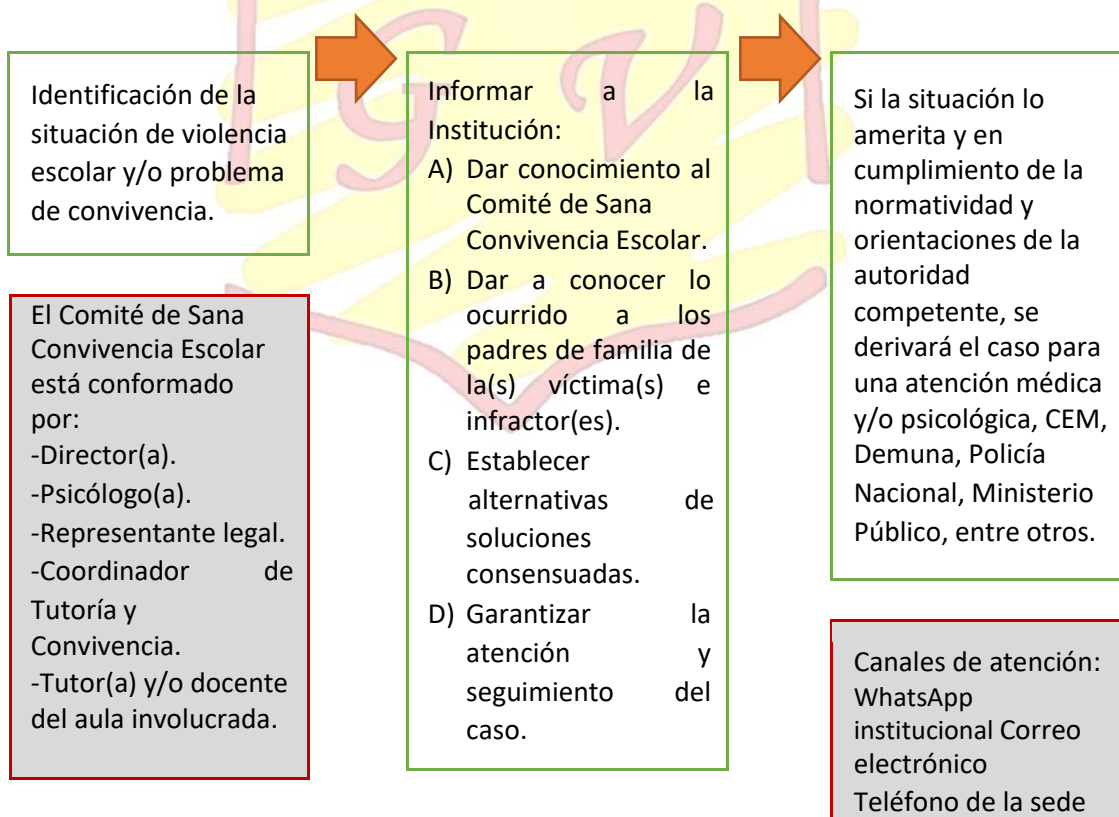 Identificación de la
situación de violencia
escolar y/o problema
de convivencia.
El Comité de Sana
Convivencia Escolar
está conformado
por:
-Director(a).
-Psicólogo(a).
-Representante legal.
-Coordinador de
Tutoría y
Convivencia.
-Tutor(a) y/o docente
del aula involucrada.
Informar a la
Institución:
A) Dar conocimiento al
Comité de Sana
Convivencia Escolar.
B) Dar a conocer lo
ocurrido a los
padres de familia de
la(s) víctima(s) e
infractor(es).
C) Establecer
alternativas de
soluciones
consensuadas.
D) Garantizar la
atención y
seguimiento del
caso.
Si la situación lo
amerita y en
cumplimiento de la
normatividad y
orientaciones de la
autoridad
competente, se
derivará el caso para
una atención médica
y/o psicológica, CEM,
Demuna, Policía
Nacional, Ministerio
Público, entre otros.
Canales de atención:
WhatsApp
institucional Correo
electrónico
Teléfono de la sede
G V